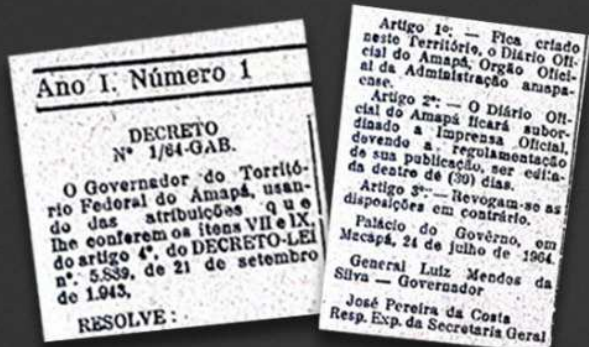 Ano I. Número 1
DECRETO
Nº 1/64-GAB.
O Governador do Territó-
rio Federal do Amapá, usan-
do das atribuições que
lhe conferem os itens VII e IX,
do artigo 4º. do DECRETO-LEI
nº. 5.839, de 21 de setembro
de 1.943,
RESOLVE:
Artigo 1º: — Fica criado
neste Território, o Diário Ofi-
cial do Amapá, Orgão Ofici-
al da Administração amapa-
ense.
Artigo 2º: — O Diário Ofi-
cial do Amapá ficará subor-
dinado a Imprensa Oficial,
devendo a regulamentação
de sua publicação, ser edita-
da dentro de (30) dias.
Artigo 3º: — Revogam-se as
disposições em contrário.
Palácio do Govêrno, em
Macapá, 24 de julho de 1964.
General Luiz Mendes da
Silva — Governador
José Pereira da Costa
Resp. Exp. da Secretaria Geral